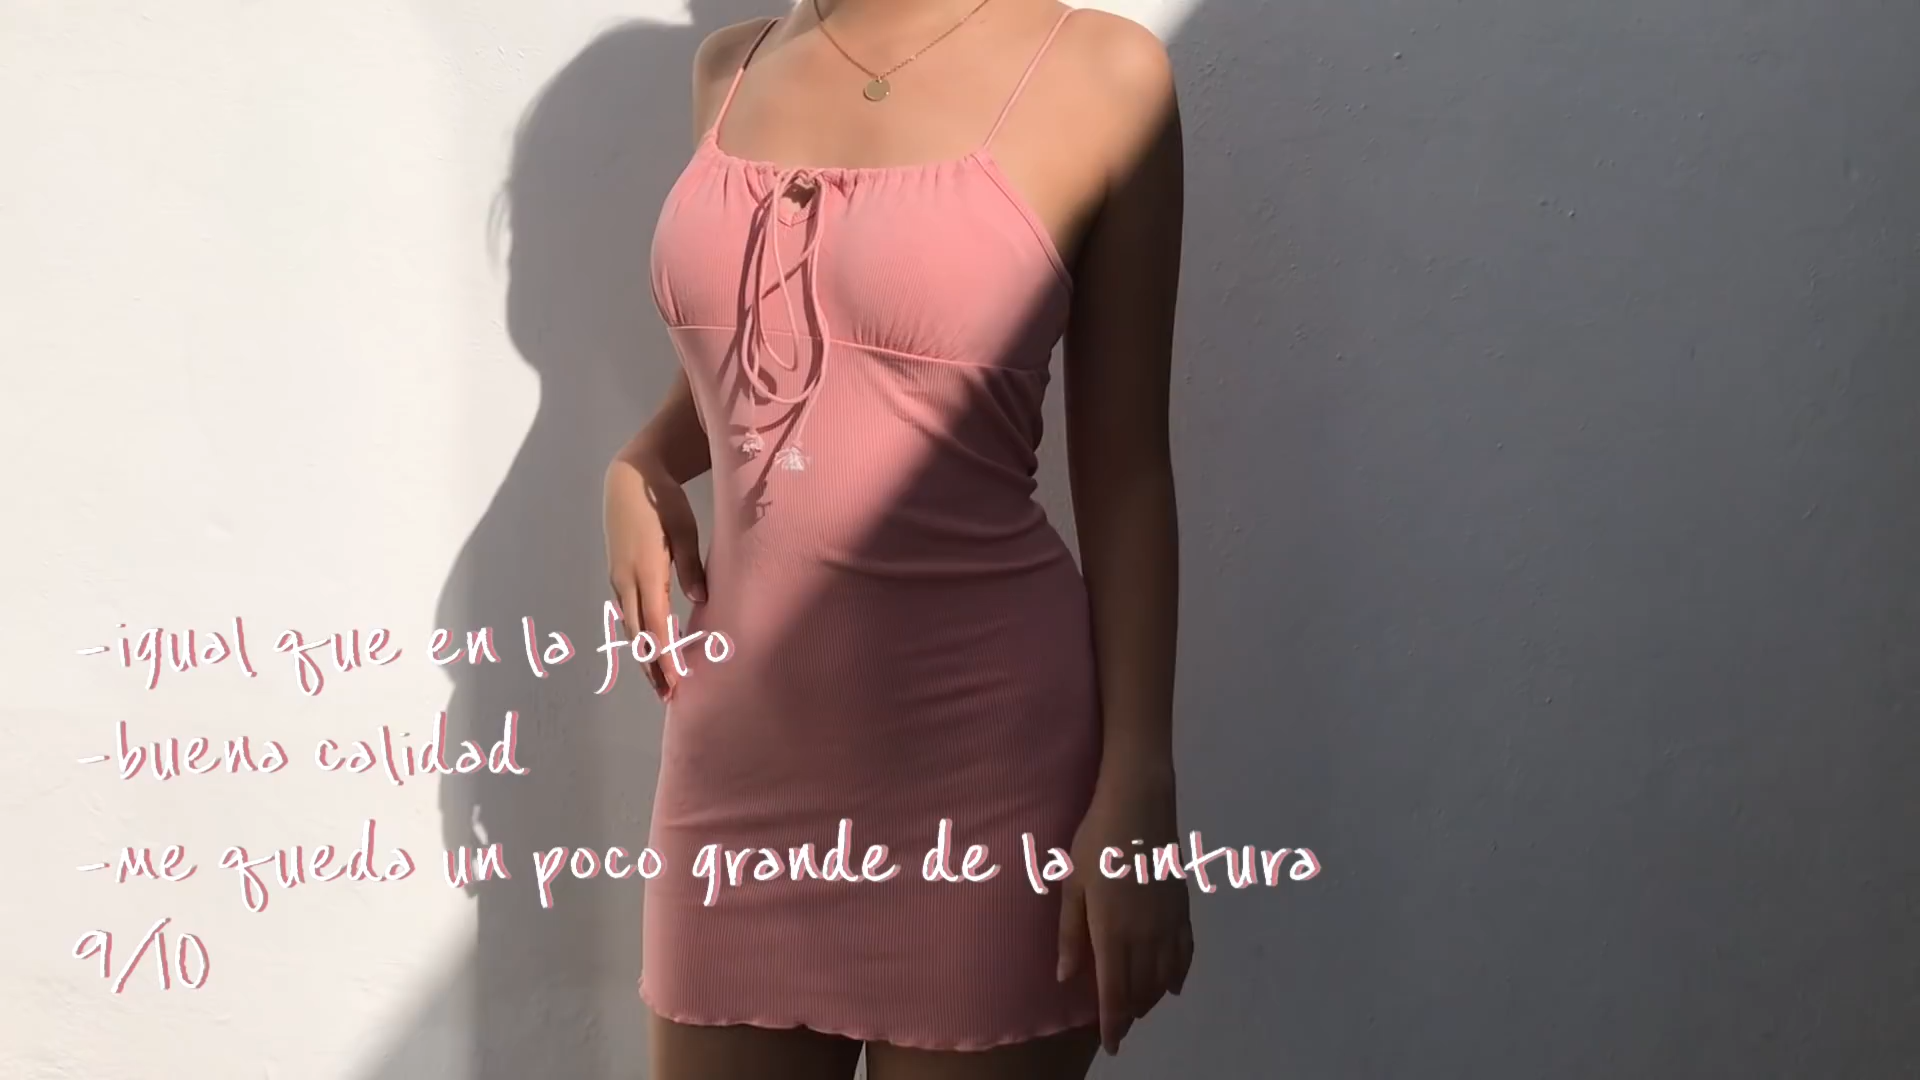 -igual que en la foto
-buena calidad
-me queda un poco grande de la cintura
9/10